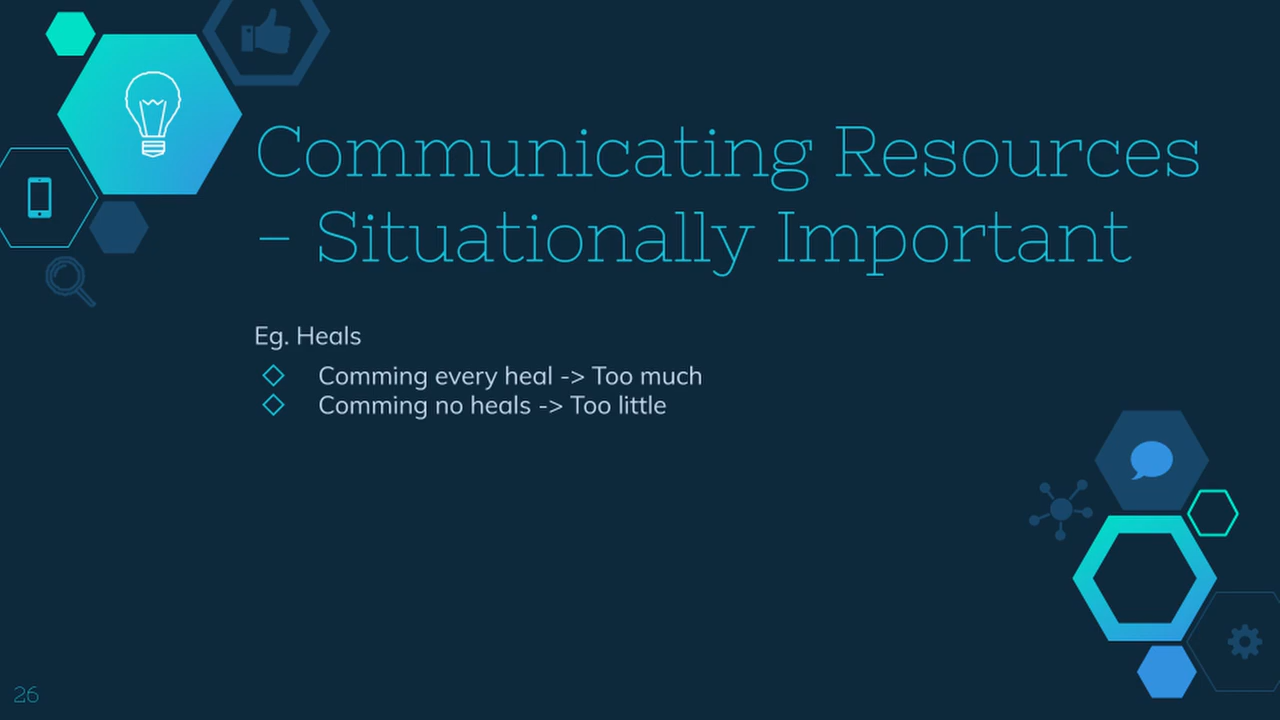 Communicating Resources
– Situationally Important
Eg. Heals
Comming every heal -> Too much
Comming no heals -> Too little
26